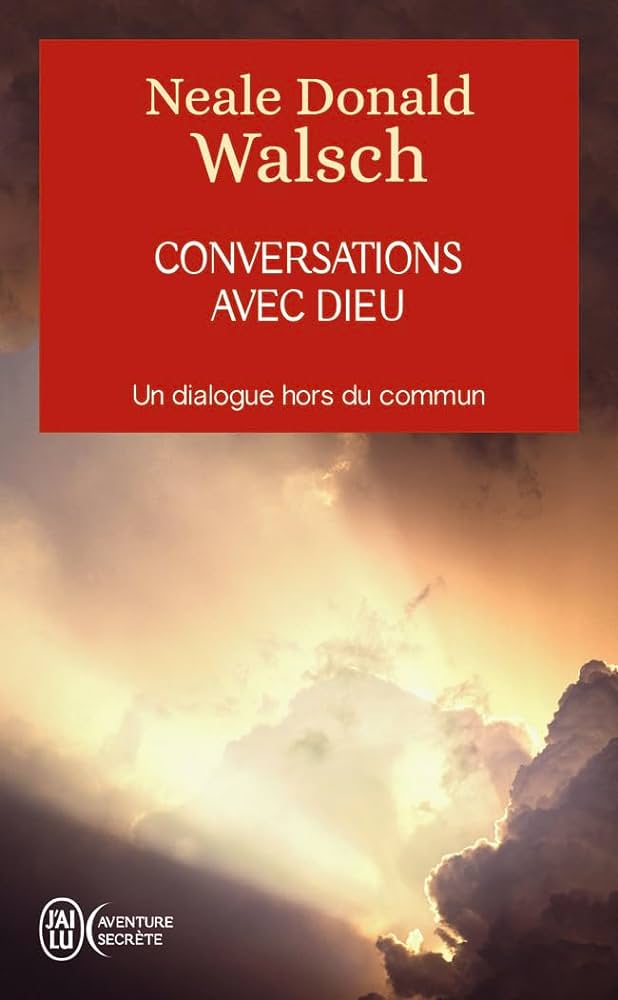 Neale Donald
Walsch
CONVERSATIONS
AVEC DIEU
Un dialogue hors du commun
J'AI
LU
AVENTURE
SECRÈTE